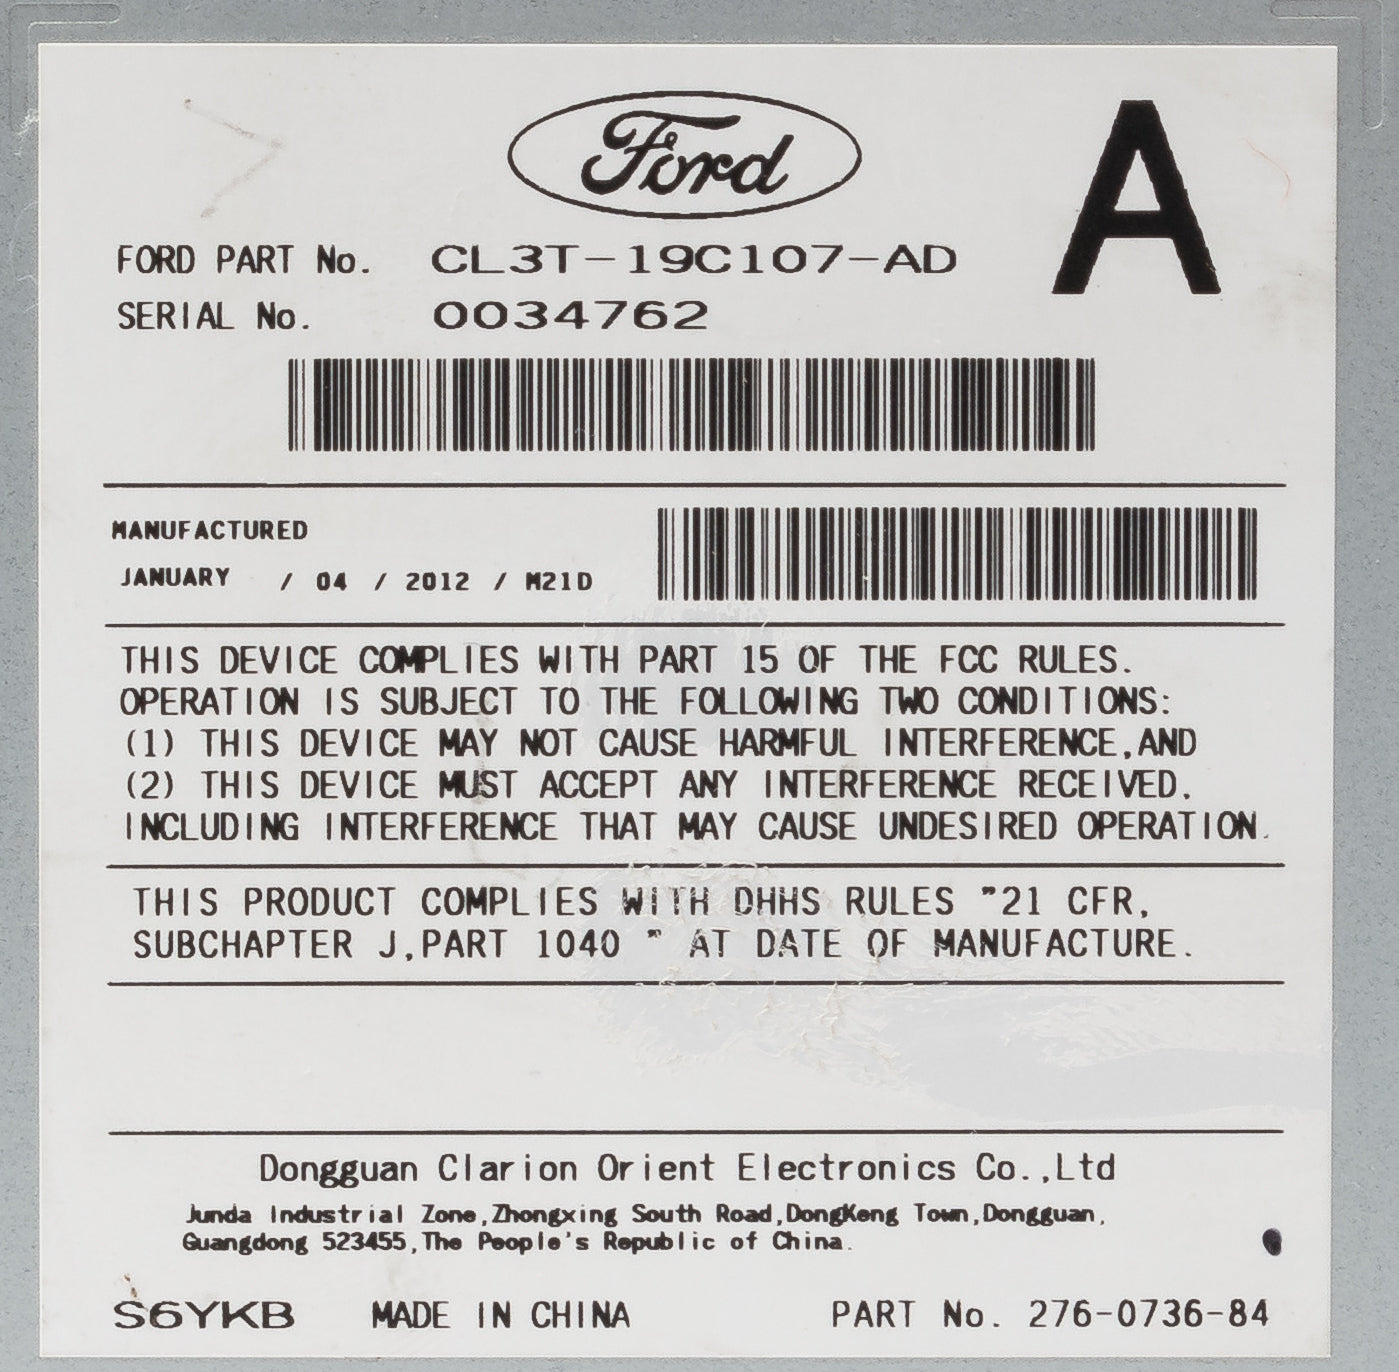 Ford
A
FORD PART No. CL3T-19C107-AD
SERIAL No. 0034762
MANUFACTURED
JANUARY / 04 / 2012 / M21D
THIS DEVICE COMPLIES WITH PART 15 OF THE FCC RULES.
OPERATION IS SUBJECT TO THE FOLLOWING TWO CONDITIONS:
(1) THIS DEVICE MAY NOT CAUSE HARMFUL INTERFERENCE,AND
(2) THIS DEVICE MUST ACCEPT ANY INTERFERENCE RECEIVED,
INCLUDING INTERFERENCE THAT MAY CAUSE UNDESIRED OPERATION.
THIS PRODUCT COMPLIES WITH DHHS RULES "21 CFR,
SUBCHAPTER J,PART 1040 " AT DATE OF MANUFACTURE.
Dongguan Clarion Orient Electronics Co.,Ltd
Junda Industrial Zone,Zhongxing South Road,DongKeng Town,Dongguan,
Guangdong 523455,The People's Republic of China.
S6YKB MADE IN CHINA PART No. 276-0736-84